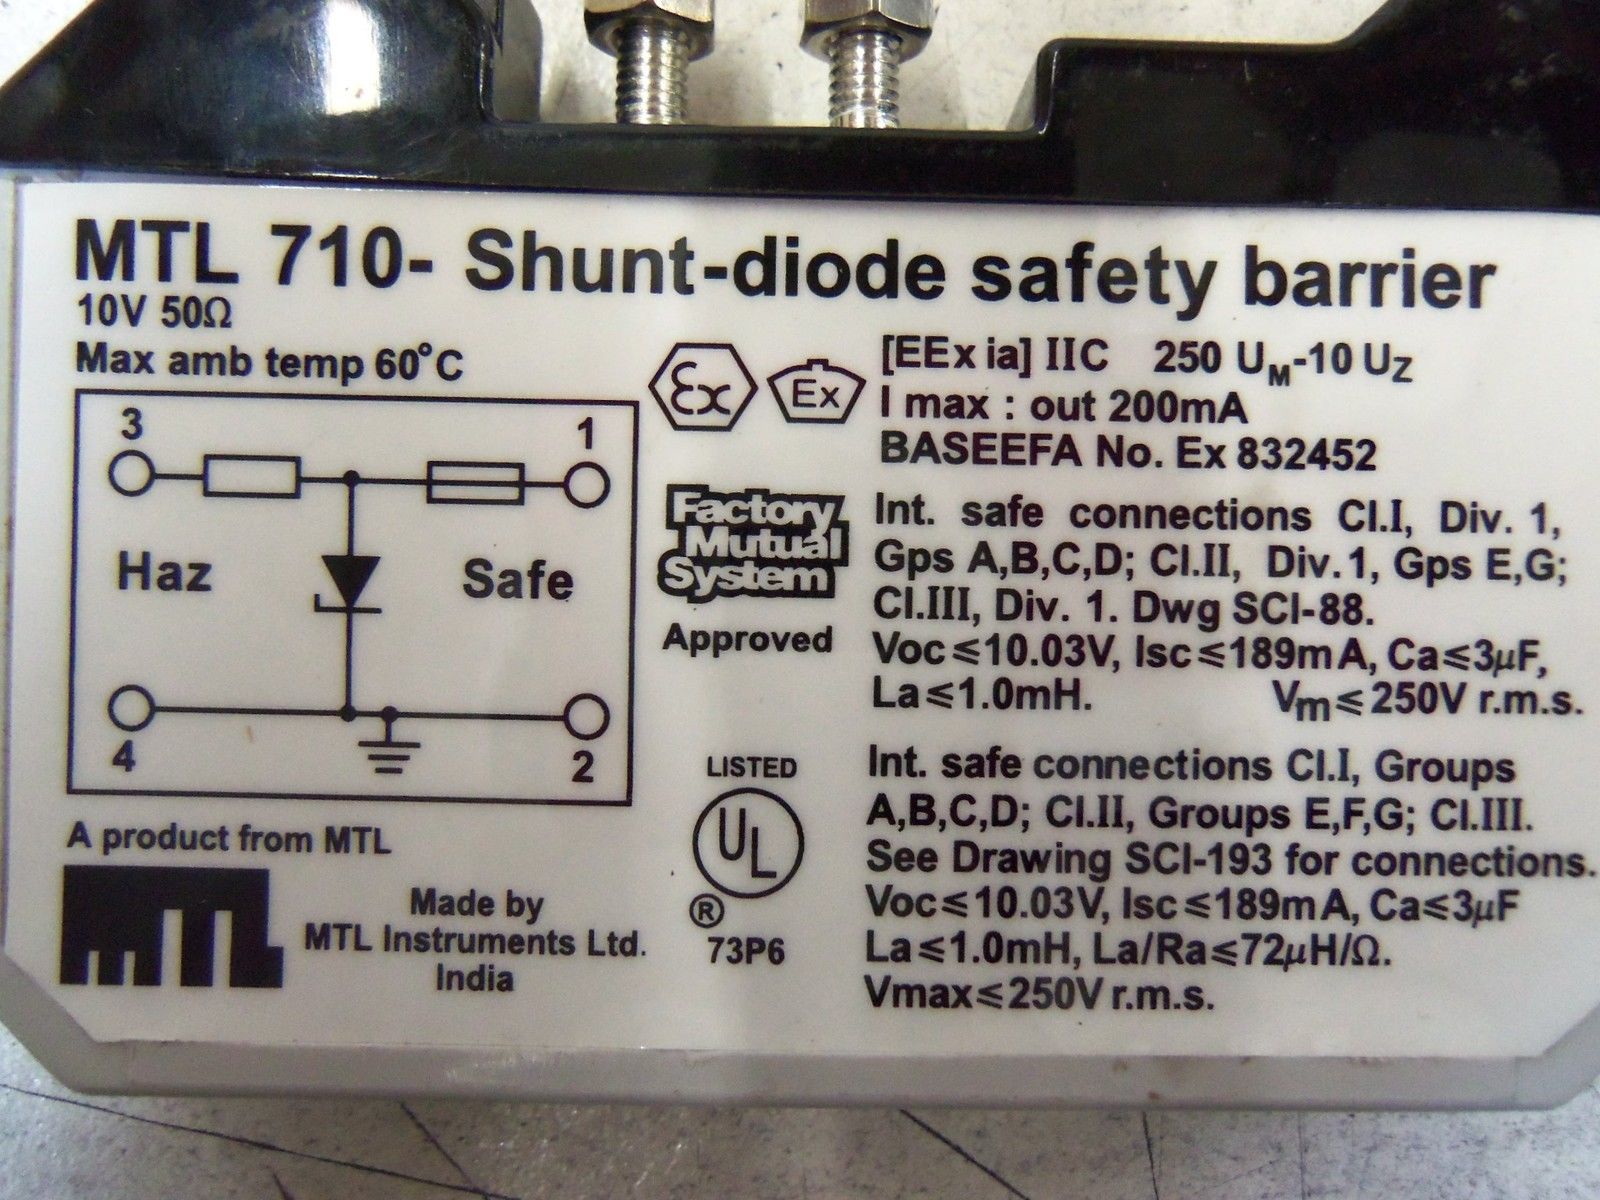 MTL 710- Shunt-diode safety barrier
10V 50Ω
Max amb temp 60°C
3
1
Haz
Safe
4
2
A product from MTL
MTL
Made by
MTL Instruments Ltd.
India
Ex
Ex
[EEx ia] IIC 250 UM-10 UZ
I max : out 200mA
BASEEFA No. Ex 832452
Factory
Mutual
System
Approved
Int. safe connections Cl.I, Div. 1,
Gps A,B,C,D; Cl.II, Div.1, Gps E,G;
Cl.III, Div. 1. Dwg SCI-88.
Voc≤10.03V, Isc≤189mA, Ca≤3μF,
La≤1.0mH. Vm≤250V r.m.s.
LISTED
UL
®
73P6
Int. safe connections Cl.I, Groups
A,B,C,D; Cl.II, Groups E,F,G; Cl.III.
See Drawing SCI-193 for connections.
Voc≤10.03V, Isc≤189mA, Ca≤3μF
La≤1.0mH, La/Ra≤72μH/Ω.
Vmax≤250V r.m.s.